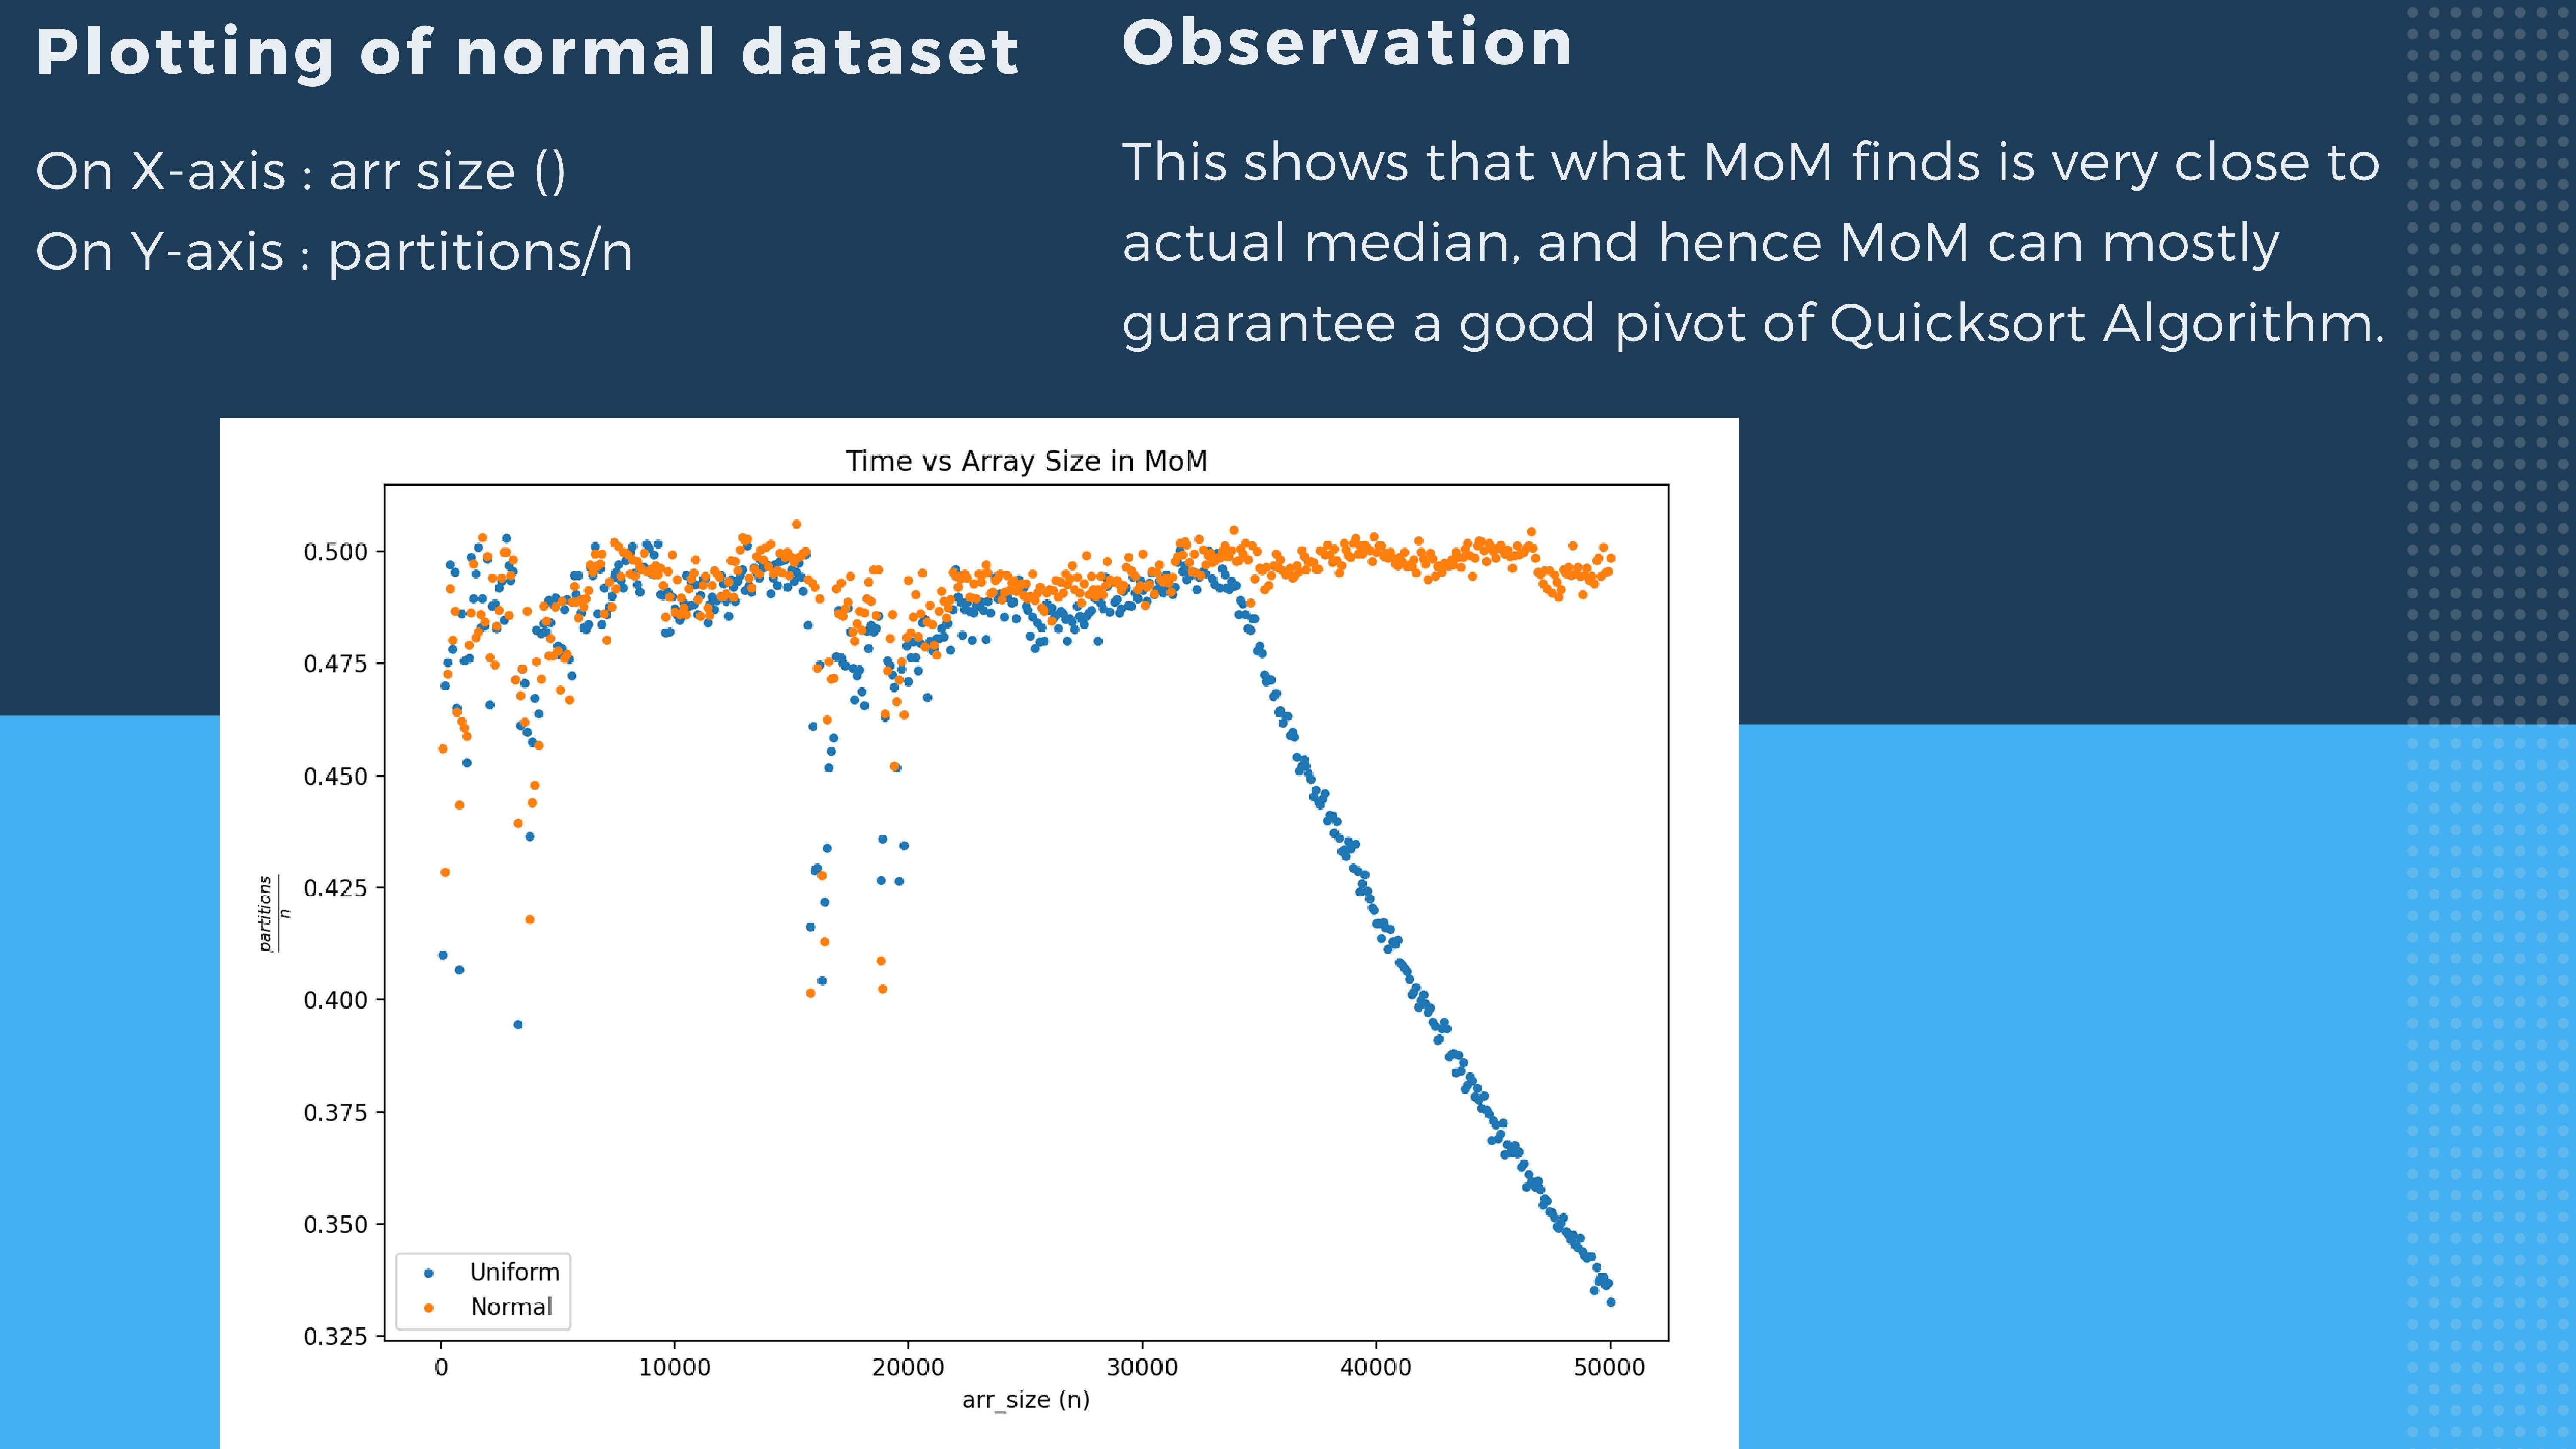 Plotting of normal dataset
On X-axis : arr size ()
On Y-axis : partitions/n
Observation
This shows that what MoM finds is very close to
actual median, and hence MoM can mostly
guarantee a good pivot of Quicksort Algorithm.
Time vs Array Size in MoM
0.500
0.475
0.450
0.425
0.400
0.375
0.350
0.325
partitions
n
Uniform
Normal
0 10000 20000 30000 40000 50000
arr_size (n)